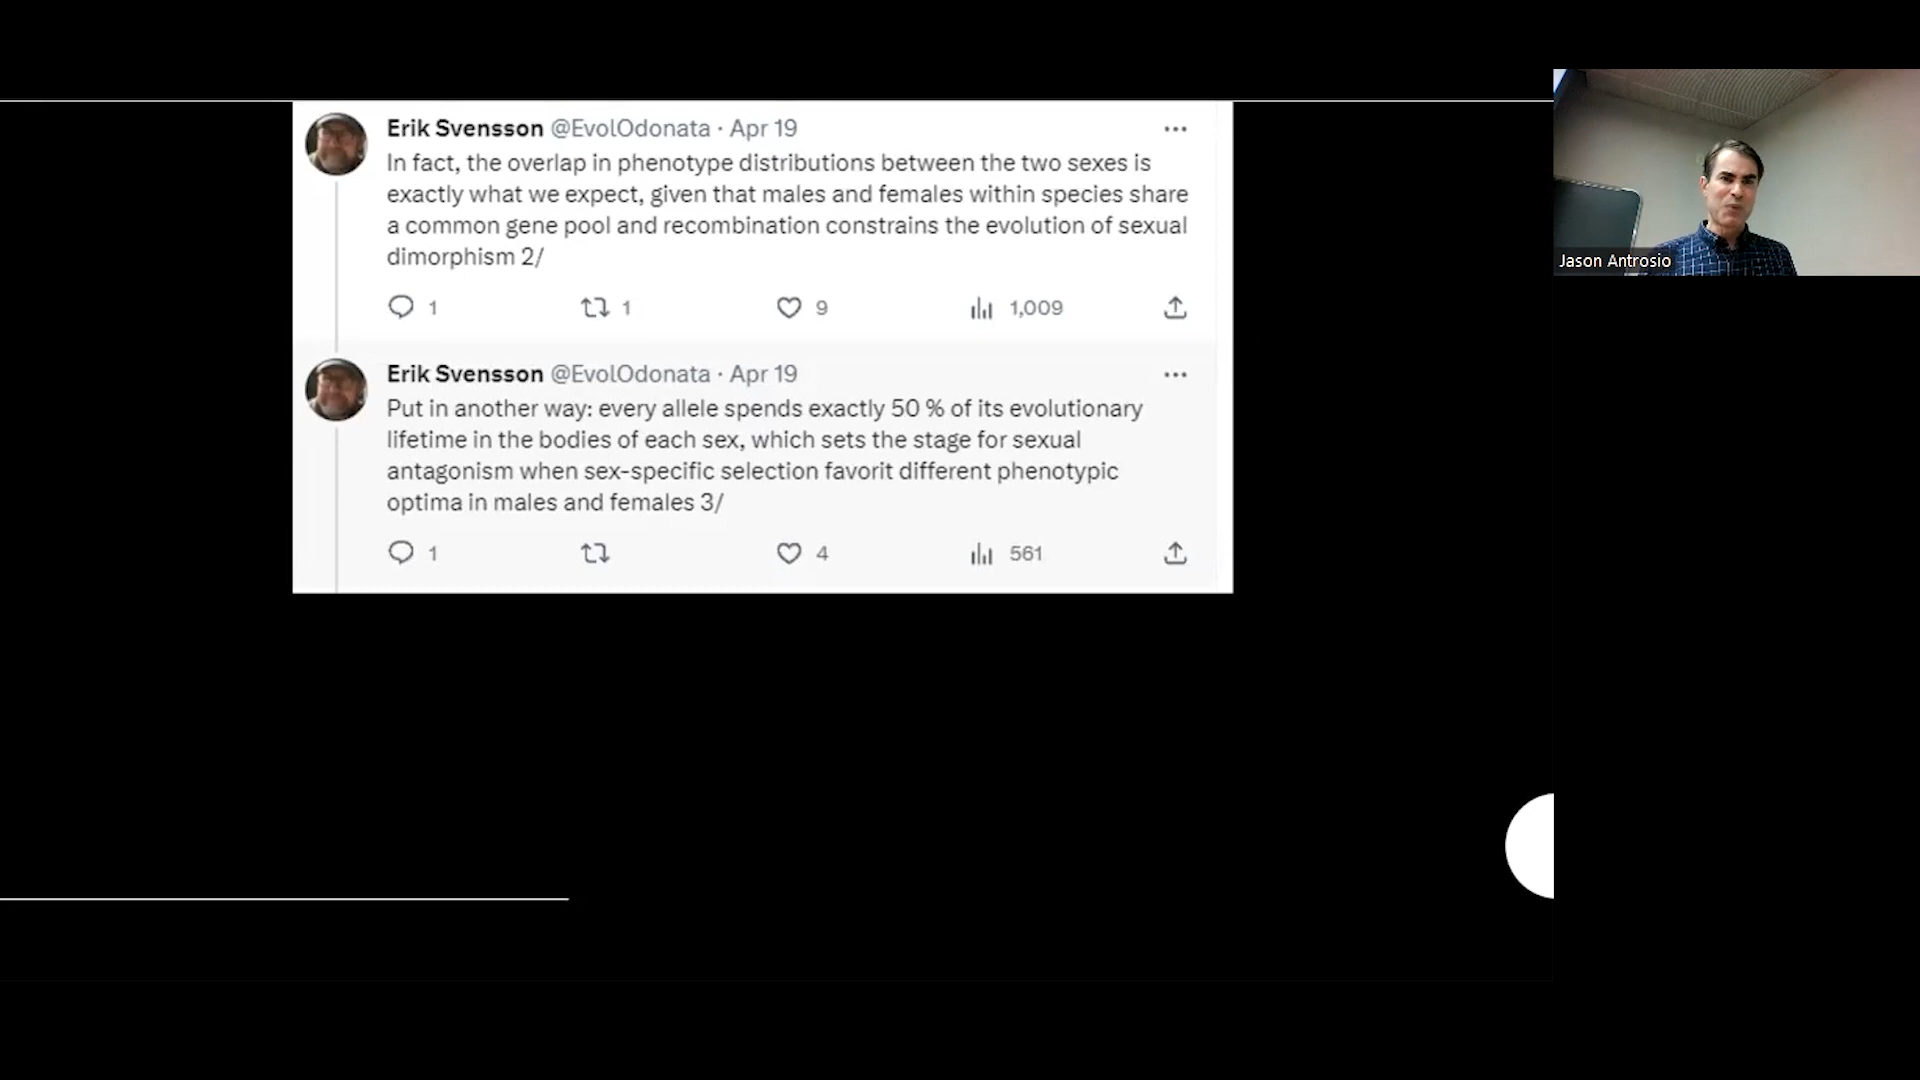 Erik Svensson @EvolOdonata · Apr 19
In fact, the overlap in phenotype distributions between the two sexes is
exactly what we expect, given that males and females within species share
a common gene pool and recombination constrains the evolution of sexual
dimorphism 2/
1 1 9 1,009
Erik Svensson @EvolOdonata · Apr 19
Put in another way: every allele spends exactly 50 % of its evolutionary
lifetime in the bodies of each sex, which sets the stage for sexual
antagonism when sex-specific selection favorit different phenotypic
optima in males and females 3/
1 4 561
Jason Antrosio